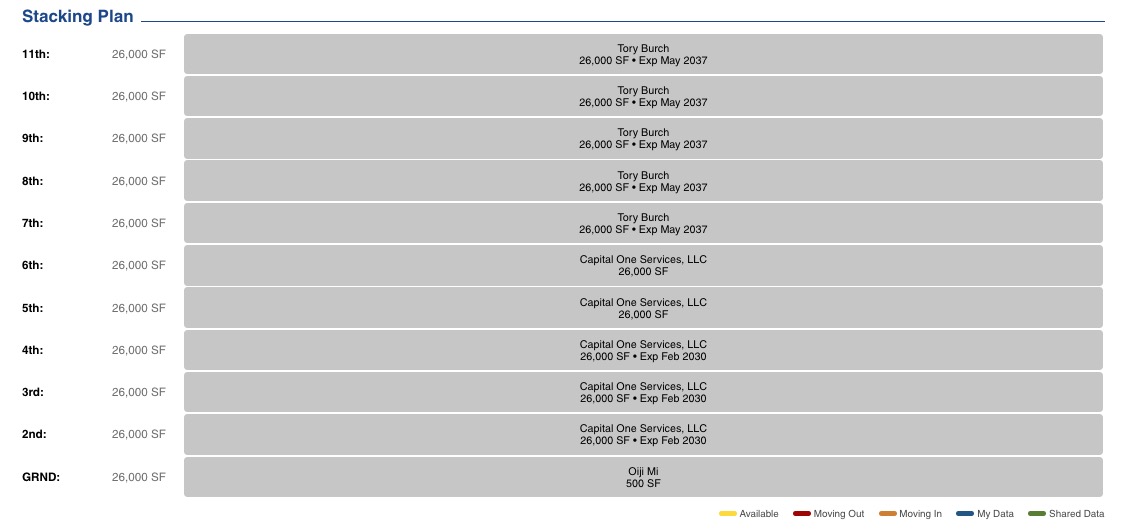 Stacking Plan
11th: 26,000 SF Tory Burch
26,000 SF • Exp May 2037
10th: 26,000 SF Tory Burch
26,000 SF • Exp May 2037
9th: 26,000 SF Tory Burch
26,000 SF • Exp May 2037
8th: 26,000 SF Tory Burch
26,000 SF • Exp May 2037
7th: 26,000 SF Tory Burch
26,000 SF • Exp May 2037
6th: 26,000 SF Capital One Services, LLC
26,000 SF
5th: 26,000 SF Capital One Services, LLC
26,000 SF
4th: 26,000 SF Capital One Services, LLC
26,000 SF • Exp Feb 2030
3rd: 26,000 SF Capital One Services, LLC
26,000 SF • Exp Feb 2030
2nd: 26,000 SF Capital One Services, LLC
26,000 SF • Exp Feb 2030
GRND: 26,000 SF Oiji Mi
500 SF
Available Moving Out Moving In My Data Shared Data